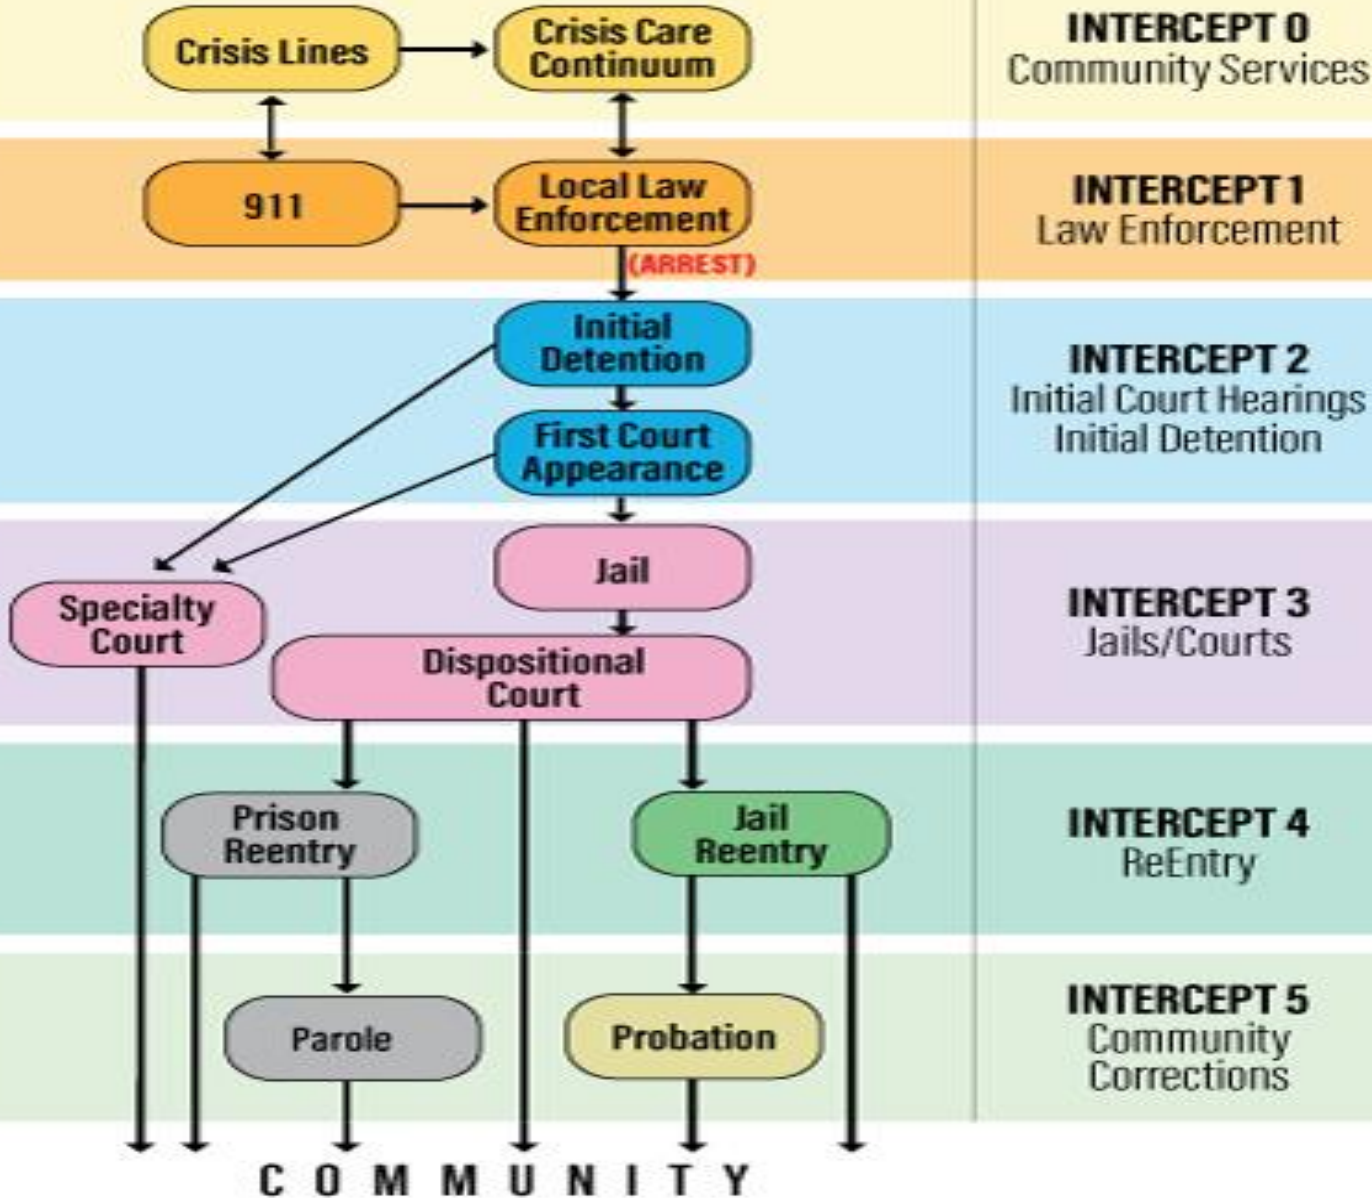 Crisis Lines
Crisis Care
Continuum
INTERCEPT 0
Community Services
911
Local Law
Enforcement
(ARREST)
INTERCEPT 1
Law Enforcement
Initial
Detention
First Court
Appearance
INTERCEPT 2
Initial Court Hearings
Initial Detention
Jail
Specialty
Court
Dispositional
Court
INTERCEPT 3
Jails/Courts
Prison
Reentry
Jail
Reentry
INTERCEPT 4
ReEntry
Parole
Probation
INTERCEPT 5
Community
Corrections
COMMUNITY